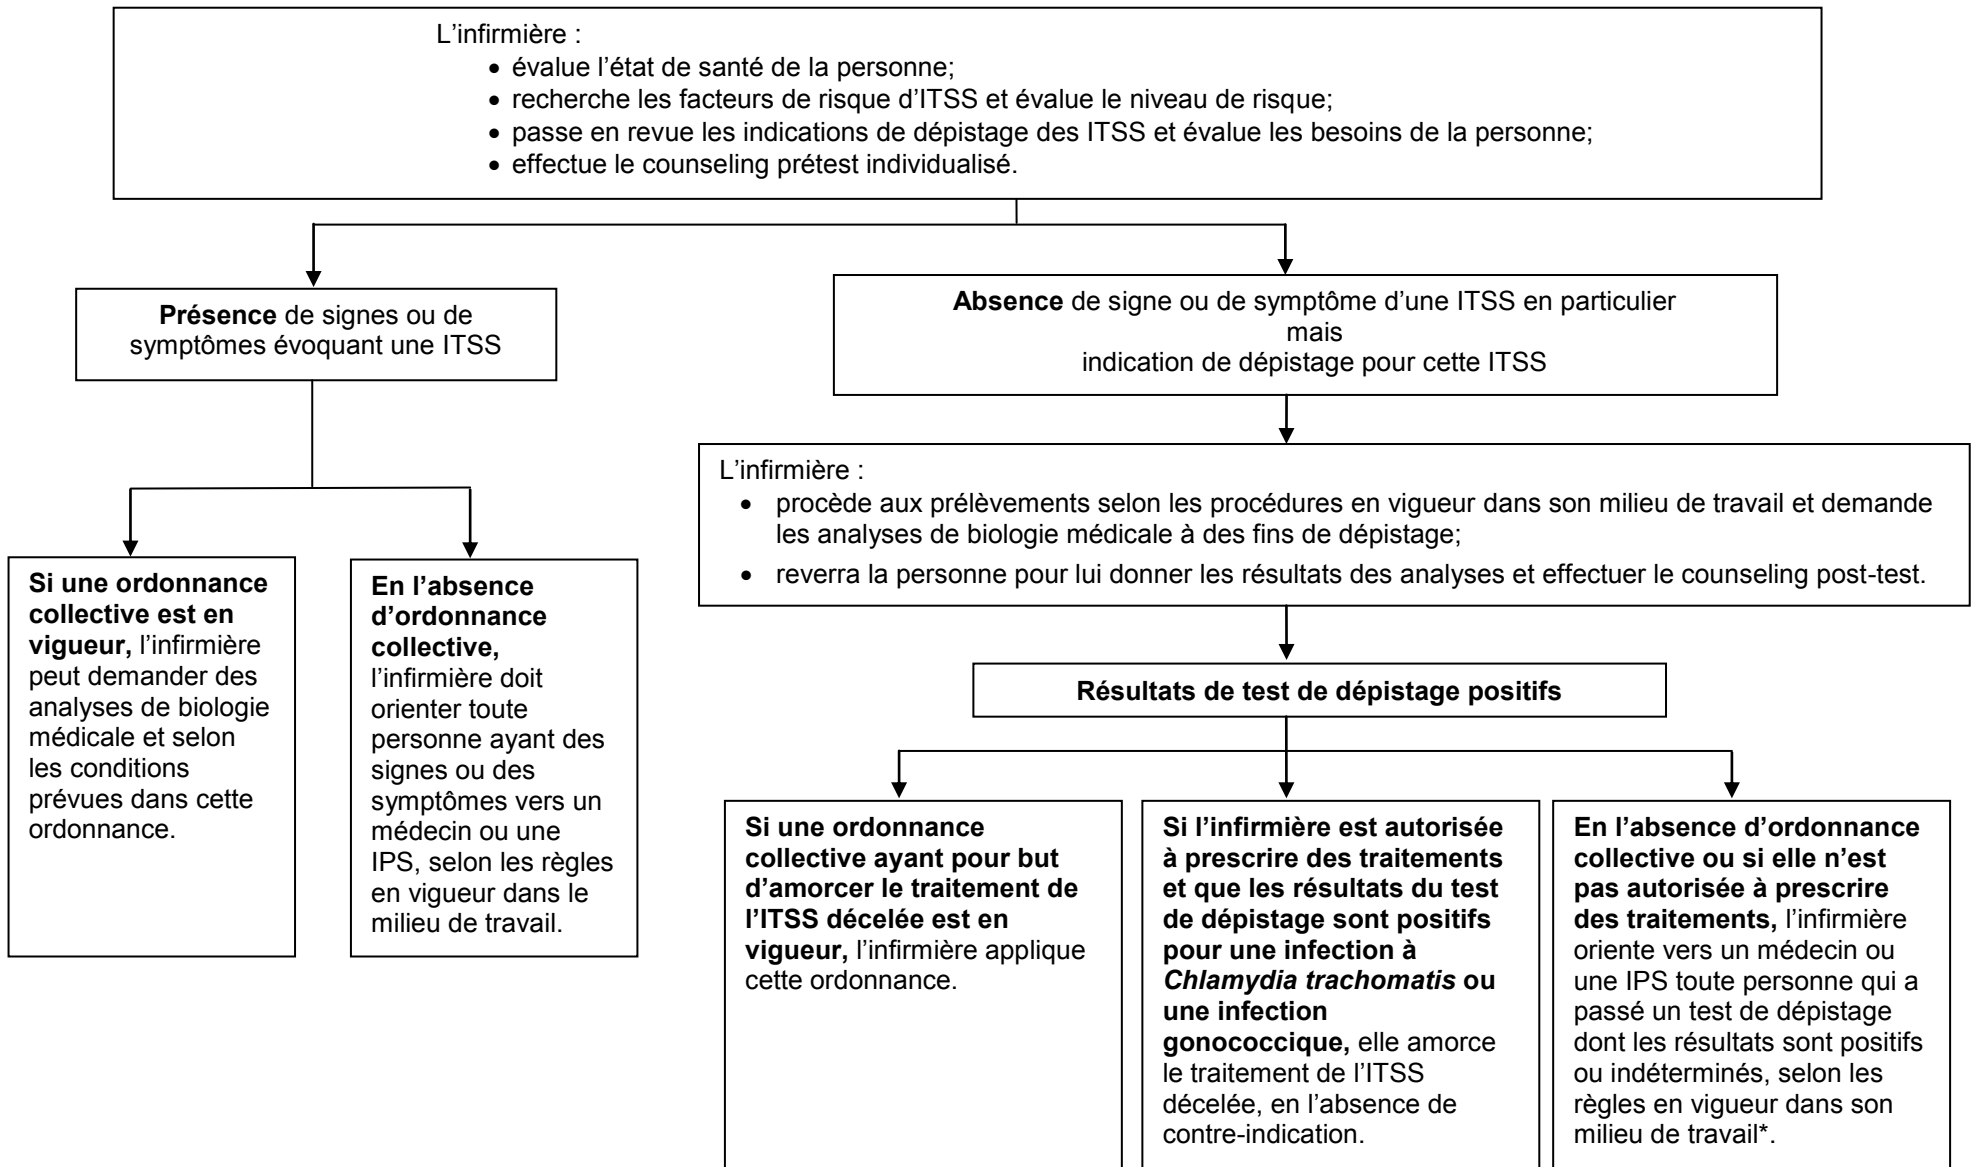 L’infirmière :
• évalue l’état de santé de la personne;
• recherche les facteurs de risque d’ITSS et évalue le niveau de risque;
• passe en revue les indications de dépistage des ITSS et évalue les besoins de la personne;
• effectue le counseling prétest individualisé.
Présence de signes ou de
symptômes évoquant une ITSS
Absence de signe ou de symptôme d’une ITSS en particulier
mais
indication de dépistage pour cette ITSS
L’infirmière :
• procède aux prélèvements selon les procédures en vigueur dans son milieu de travail et demande
les analyses de biologie médicale à des fins de dépistage;
• reverra la personne pour lui donner les résultats des analyses et effectuer le counseling post-test.
Si une ordonnance
collective est en
vigueur, l’infirmière
peut demander des
analyses de biologie
médicale et selon
les conditions
prévues dans cette
ordonnance.
En l’absence
d’ordonnance
collective,
l’infirmière doit
orienter toute
personne ayant des
signes ou des
symptômes vers un
médecin ou une
IPS, selon les règles
en vigueur dans le
milieu de travail.
Résultats de test de dépistage positifs
Si une ordonnance
collective ayant pour but
d’amorcer le traitement de
l’ITSS décelée est en
vigueur, l’infirmière applique
cette ordonnance.
Si l’infirmière est autorisée
à prescrire des traitements
et que les résultats du test
de dépistage sont positifs
pour une infection à
Chlamydia trachomatis ou
une infection
gonococcique, elle amorce
le traitement de l’ITSS
décelée, en l’absence de
contre-indication.
En l’absence d’ordonnance
collective ou si elle n’est
pas autorisée à prescrire
des traitements, l’infirmière
oriente vers un médecin ou
une IPS toute personne qui a
passé un test de dépistage
dont les résultats sont positifs
ou indéterminés, selon les
règles en vigueur dans son
milieu de travail*.